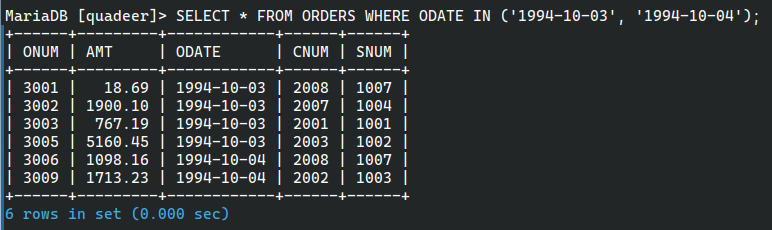 MariaDB [quadeer]> SELECT * FROM ORDERS WHERE ODATE IN ('1994-10-03', '1994-10-04');
+------+---------+------------+------+------+
| ONUM | AMT     | ODATE      | CNUM | SNUM |
+------+---------+------------+------+------+
| 3001 |   18.69 | 1994-10-03 | 2008 | 1007 |
| 3002 | 1900.10 | 1994-10-03 | 2007 | 1004 |
| 3003 |  767.19 | 1994-10-03 | 2001 | 1001 |
| 3005 | 5160.45 | 1994-10-03 | 2003 | 1002 |
| 3006 | 1098.16 | 1994-10-04 | 2008 | 1007 |
| 3009 | 1713.23 | 1994-10-04 | 2002 | 1003 |
+------+---------+------------+------+------+
6 rows in set (0.000 sec)